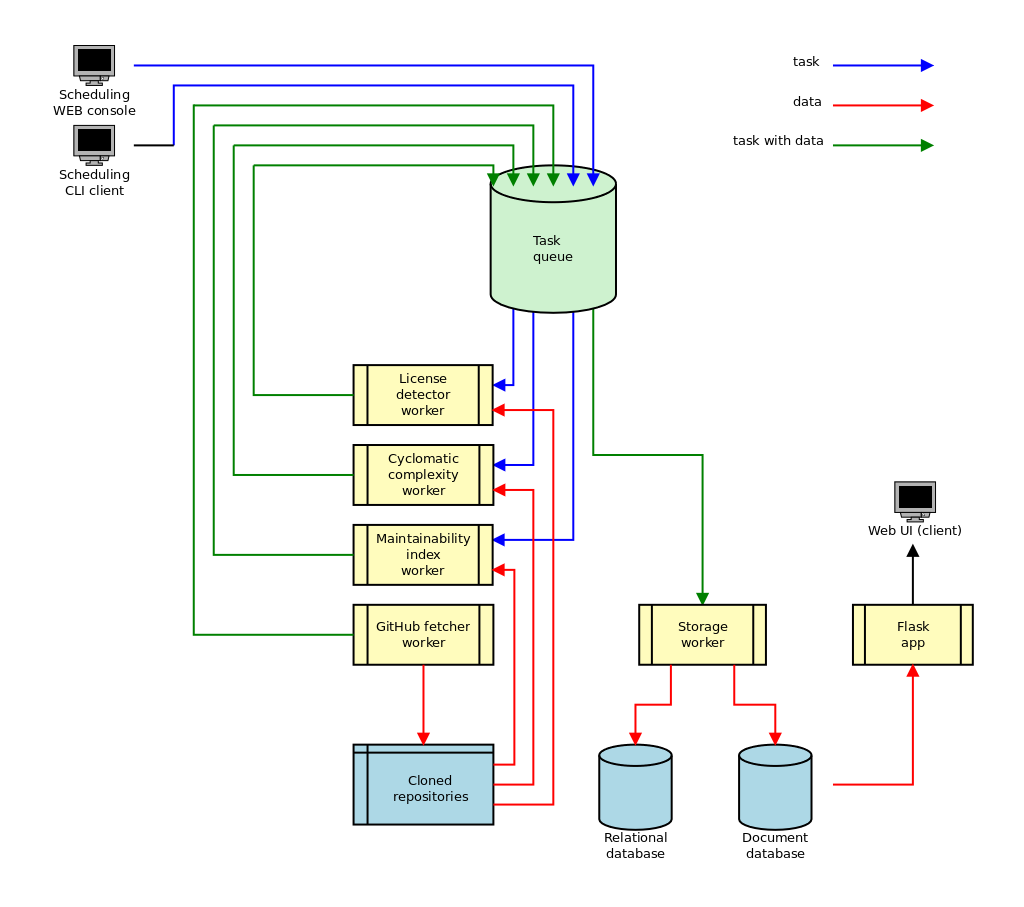 Scheduling
WEB console
Scheduling
CLI client
task
data
task with data
Task
queue
License
detector
worker
Cyclomatic
complexity
worker
Maintainability
index
worker
GitHub fetcher
worker
Cloned
repositories
Storage
worker
Relational
database
Document
database
Web UI (client)
Flask
app